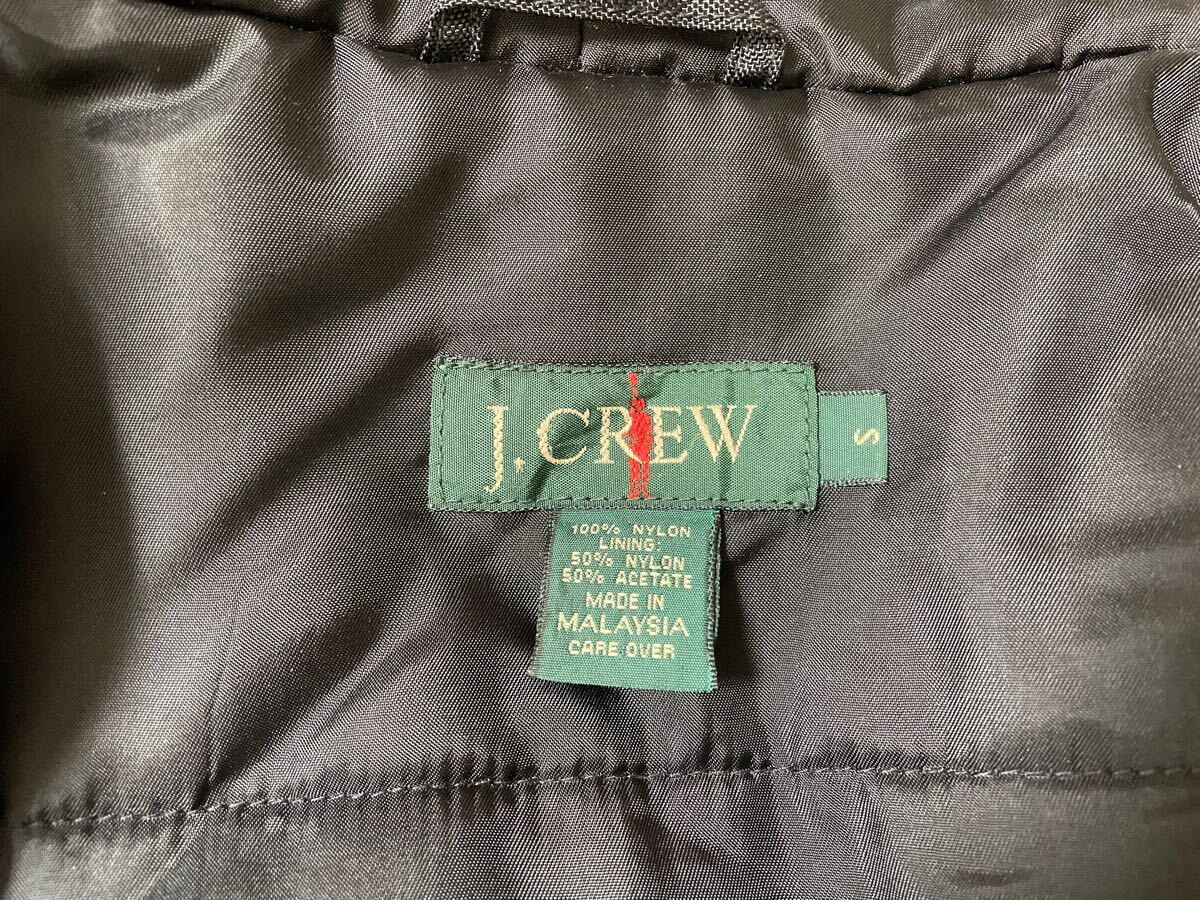 J. CREW
S
100% NYLON
LINING:
50% NYLON
50% ACETATE
MADE IN
MALAYSIA
CARE OVER